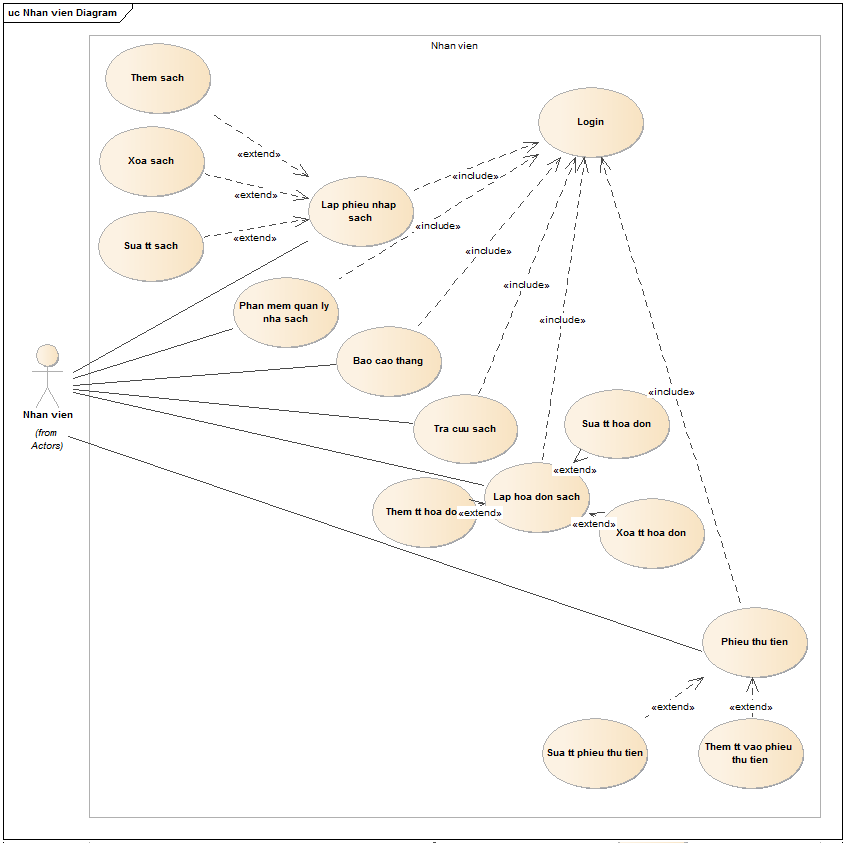 uc Nhan vien Diagram
Nhan vien
Them sach
Login
«extend»
Xoa sach
«include»
«extend»
Lap phieu nhap
sach
«include»
«extend»
Sua tt sach
«include»
«include»
Phan mem quan ly
nha sach
«include»
Bao cao thang
«include»
Nhan vien
(from
Actors)
Tra cuu sach
Sua tt hoa don
«extend»
Lap hoa don sach
Them tt hoa do
«extend»
«extend»
Xoa tt hoa don
Phieu thu tien
«extend»
«extend»
Sua tt phieu thu tien
Them tt vao phieu
thu tien